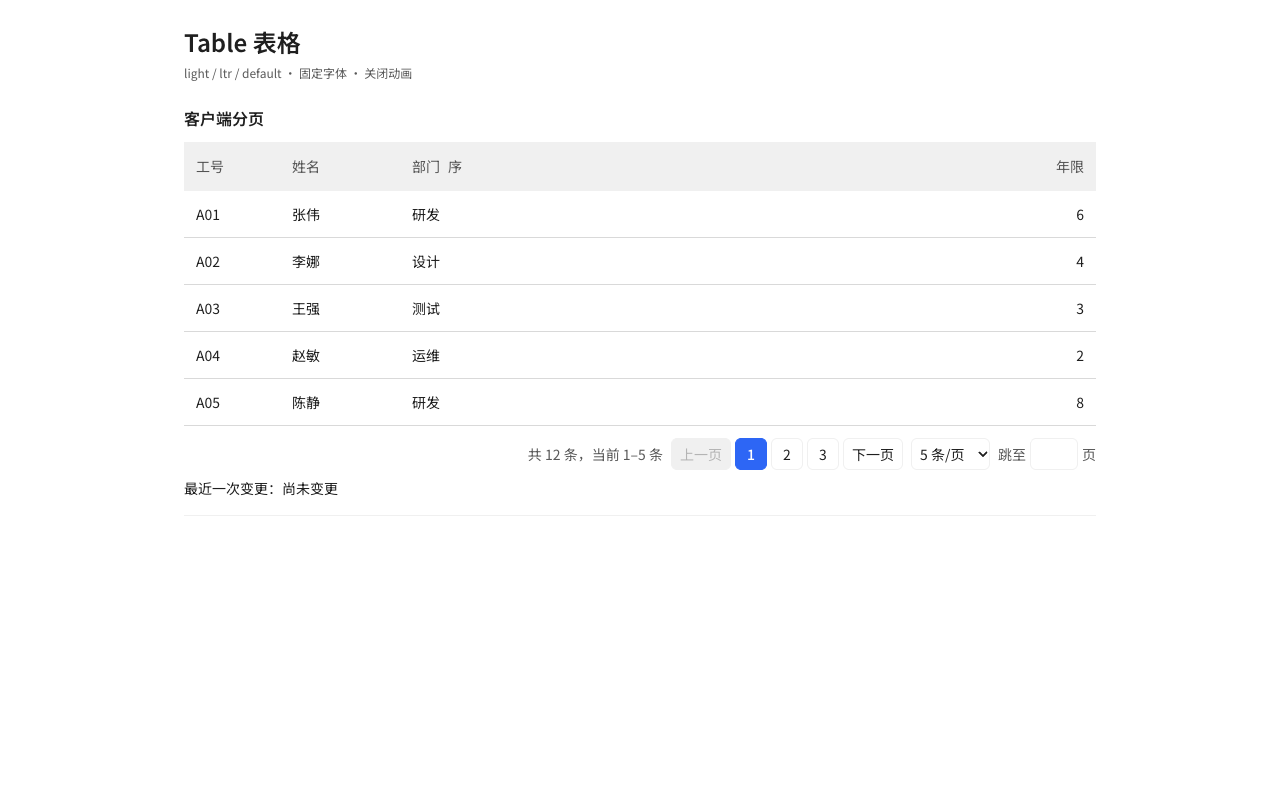 Table 表格
light / ltr / default ・ 固定字体 ・ 关闭动画
客户端分页
工号 姓名 部门 序 年限
A01 张伟 研发 6
A02 李娜 设计 4
A03 王强 测试 3
A04 赵敏 运维 2
A05 陈静 研发 8
共 12 条，当前 1–5 条 上一页 1 2 3 下一页 5 条/页 跳至 页
最近一次变更：尚未变更